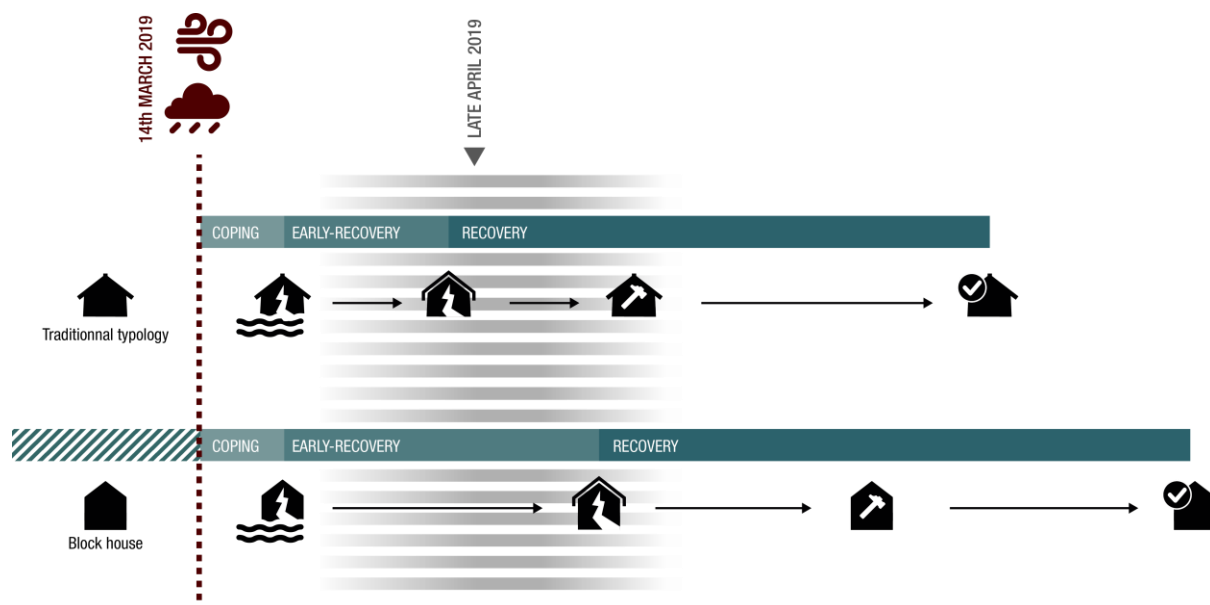 14th MARCH 2019
LATE APRIL 2019
COPING
EARLY-RECOVERY
RECOVERY
Traditionnal typology
COPING
EARLY-RECOVERY
RECOVERY
Block house